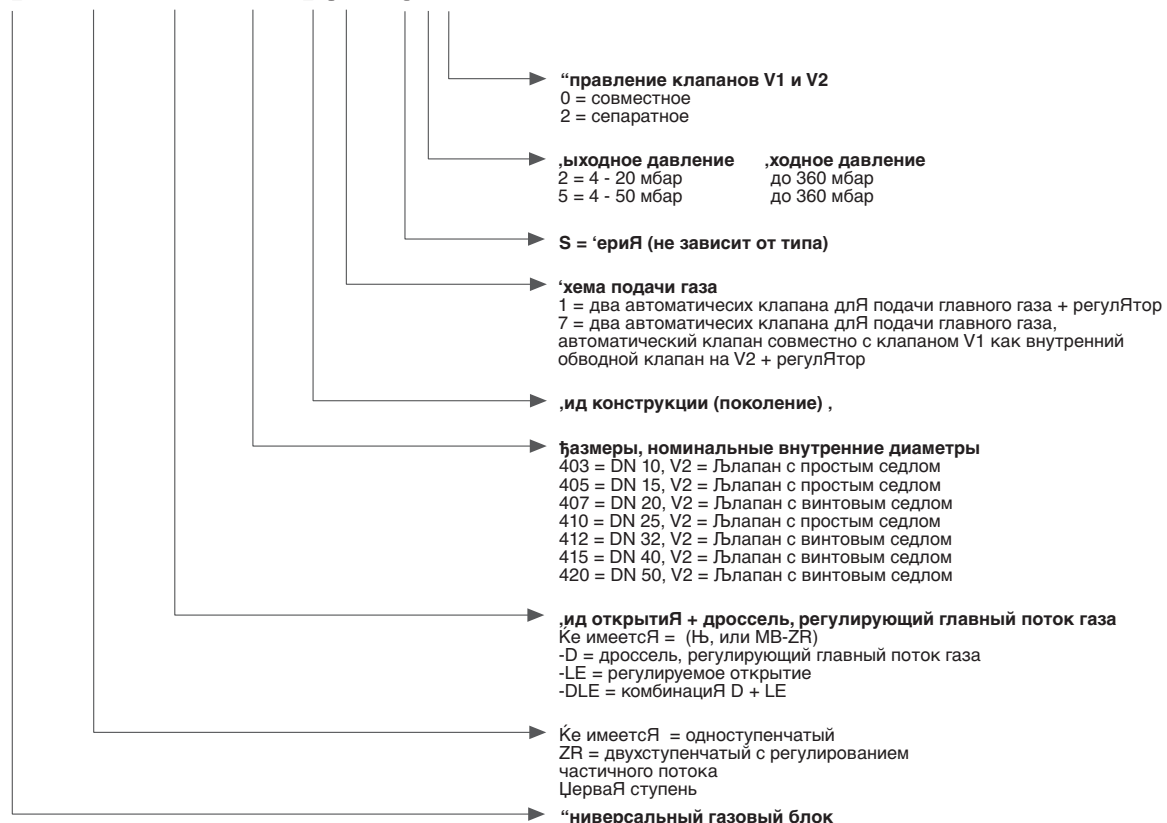 “правление клапанов V1 и V2
0 = совместное
2 = сепаратное
‚ыходное давление ‚ходное давление
2 = 4 - 20 мбар до 360 мбар
5 = 4 - 50 мбар до 360 мбар
S = ‘ериЯ (не зависит от типа)
‘хема подачи газа
1 = два автоматичесих клапана длЯ подачи главного газа + регулЯтор
7 = два автоматичесих клапана длЯ подачи главного газа,
автоматический клапан совместно с клапаном V1 как внутренний
обводной клапан на V2 + регулЯтор
‚ид конструкции (поколение) ‚
ђазмеры, номинальные внутренние диаметры
403 = DN 10, V2 = Љлапан с простым седлом
405 = DN 15, V2 = Љлапан с простым седлом
407 = DN 20, V2 = Љлапан с винтовым седлом
410 = DN 25, V2 = Љлапан с простым седлом
412 = DN 32, V2 = Љлапан с винтовым седлом
415 = DN 40, V2 = Љлапан с винтовым седлом
420 = DN 50, V2 = Љлапан с винтовым седлом
‚ид открытиЯ + дроссель, регулирующий главный поток газа
Ќе имеетсЯ = (Њ‚ или MB-ZR)
-D = дроссель, регулирующий главный поток газа
-LE = регулируемое открытие
-DLE = комбинациЯ D + LE
Ќе имеетсЯ = одноступенчатый
ZR = двухступенчатый с регулированием
частичного потока
ЏерваЯ ступень
“ниверсальный газовый блок